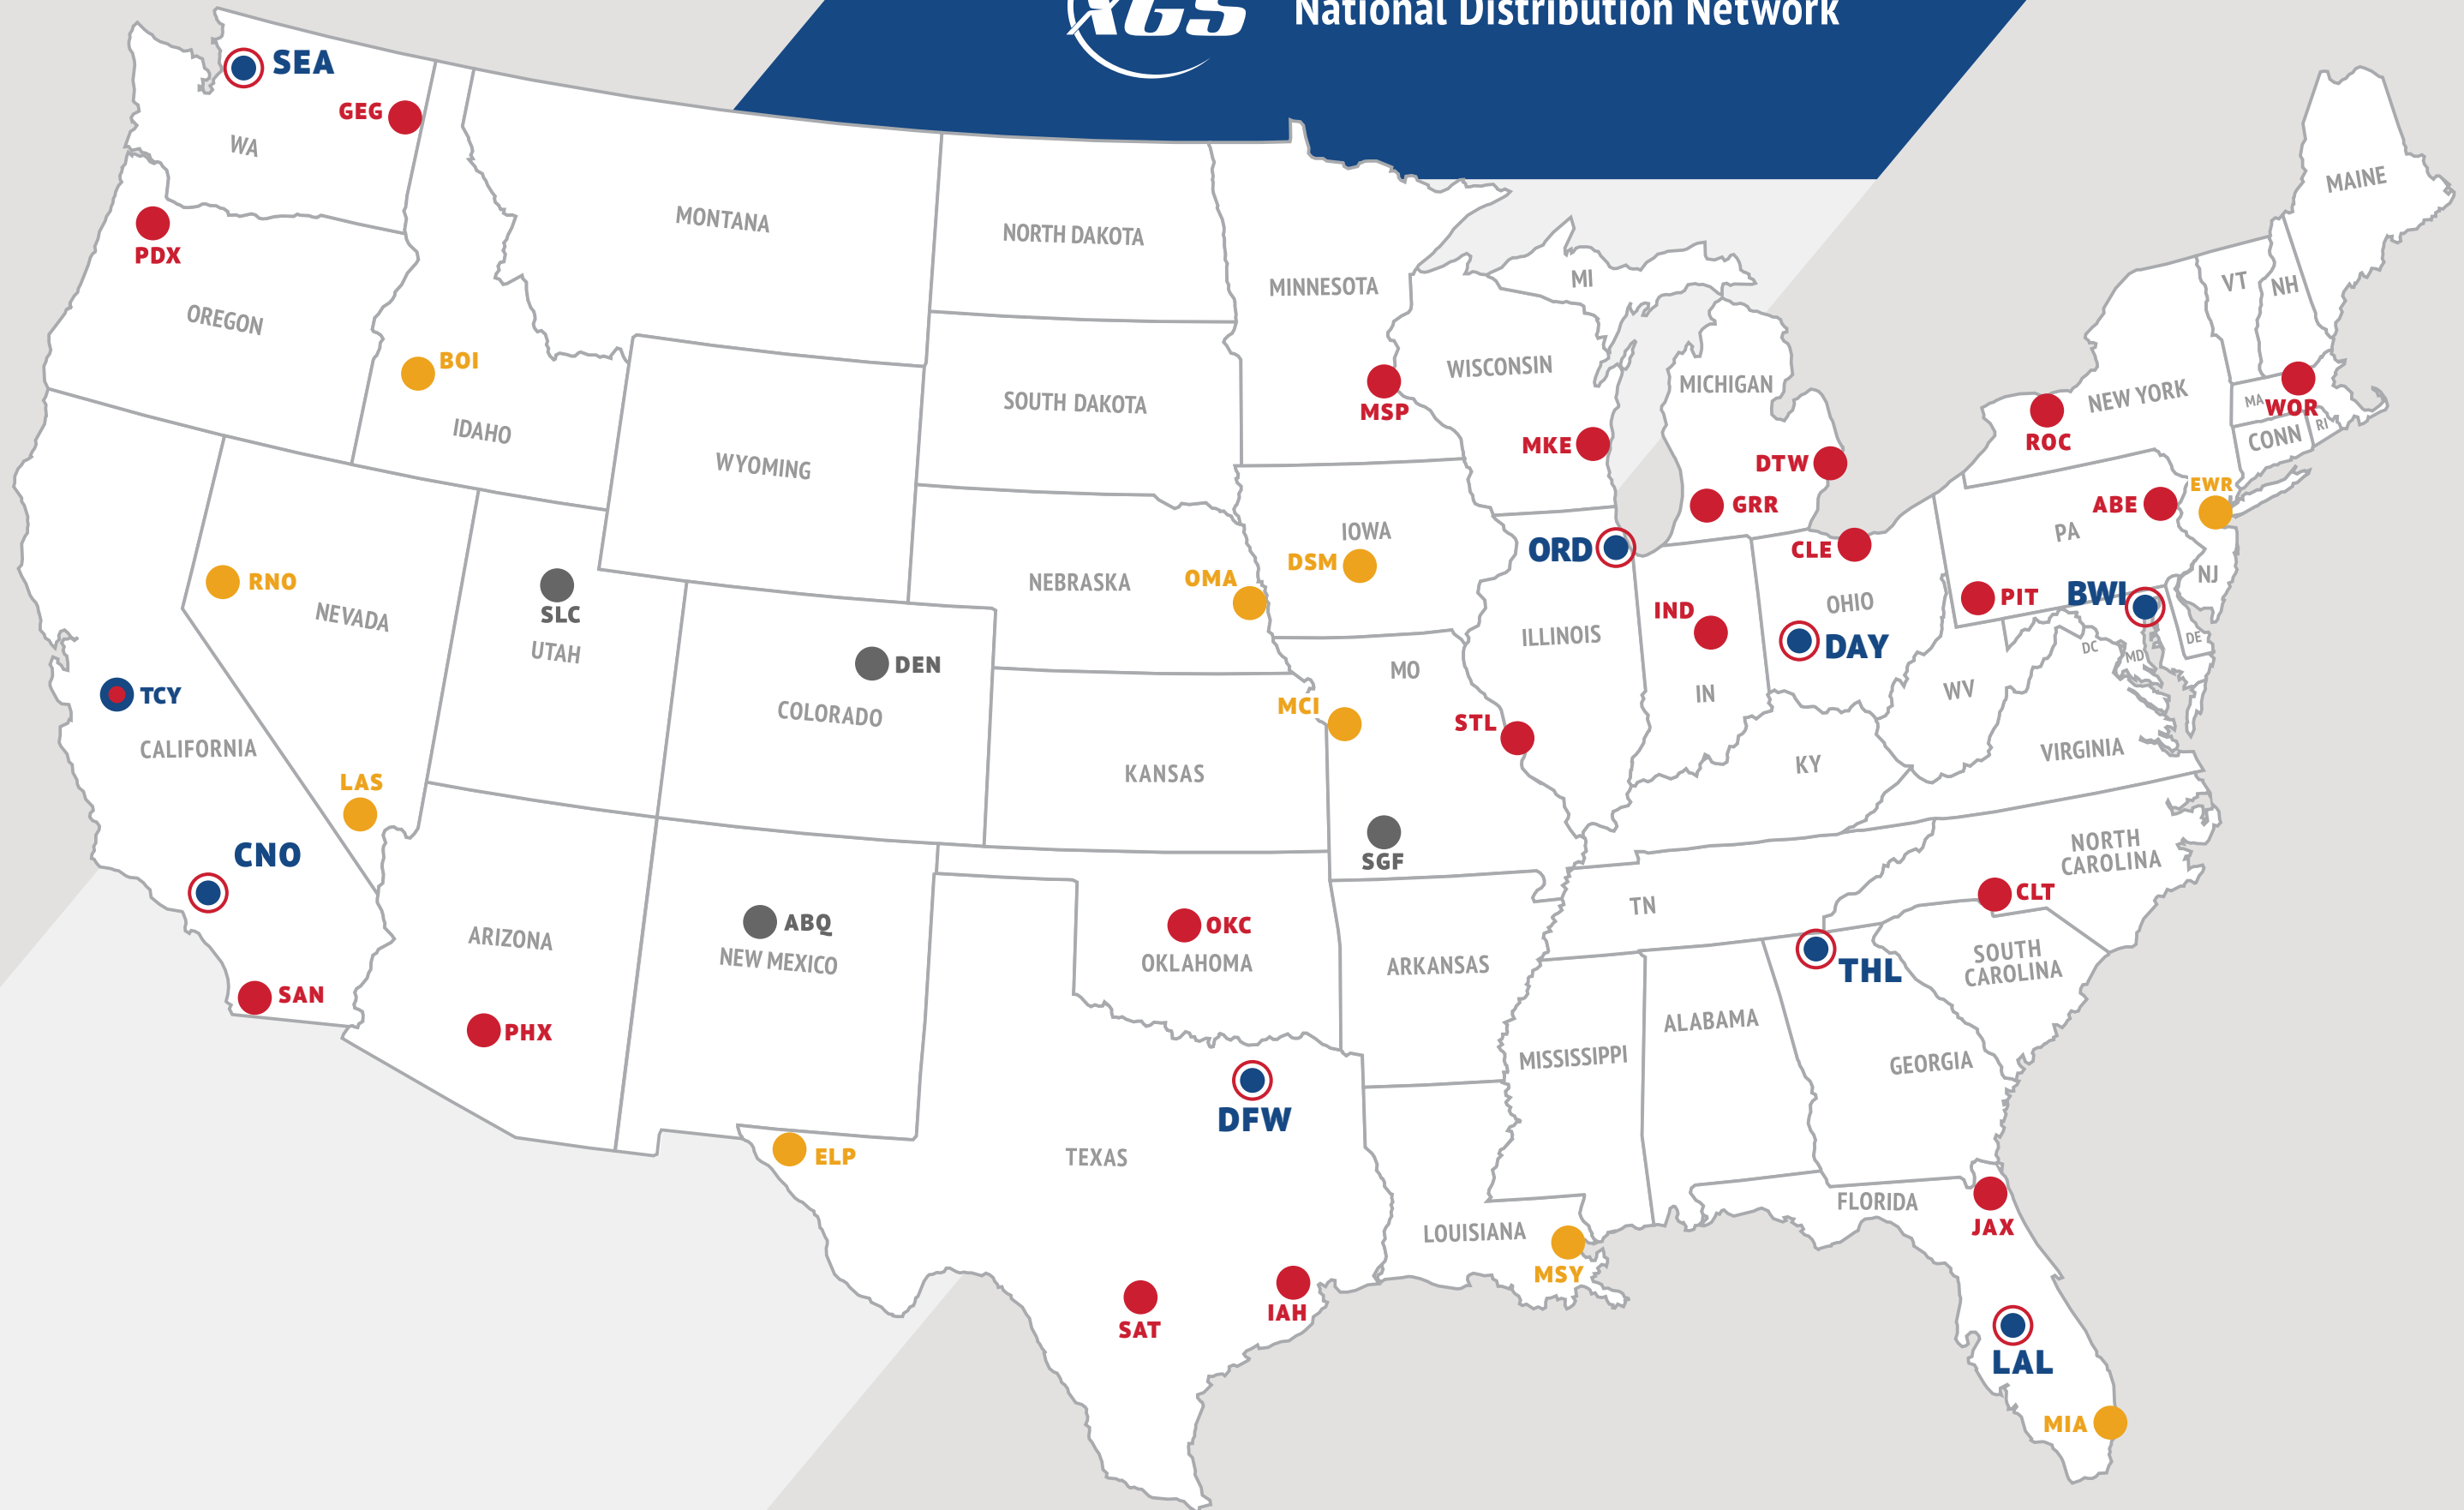 XGS
National Distribution Network
SEA
GEG
WA
PDX
OREGON
BOI
IDAHO
MONTANA
NORTH DAKOTA
MINNESOTA
MI
WISCONSIN
MICHIGAN
MAINE
VT
NH
NEW YORK
MA
WOR
CONN
RI
ROC
MSP
MKE
DTW
GRR
SOUTH DAKOTA
WYOMING
IOWA
DSM
NEBRASKA
OMA
ORD
CLE
ABE
EWR
PA
NJ
PIT
BWI
DE
DC
MD
OHIO
DAY
IND
IN
ILLINOIS
RNO
NEVADA
SLC
UTAH
DEN
COLORADO
TCY
CALIFORNIA
LAS
CNO
SAN
KANSAS
MCI
MO
STL
SGF
KY
WV
VIRGINIA
NORTH
CAROLINA
CLT
TN
THL
SOUTH
CAROLINA
ARIZONA
PHX
ABQ
NEW MEXICO
OKC
OKLAHOMA
ARKANSAS
MISSISSIPPI
ALABAMA
GEORGIA
ELP
DFW
TEXAS
SAT
IAH
LOUISIANA
MSY
FLORIDA
JAX
LAL
MIA